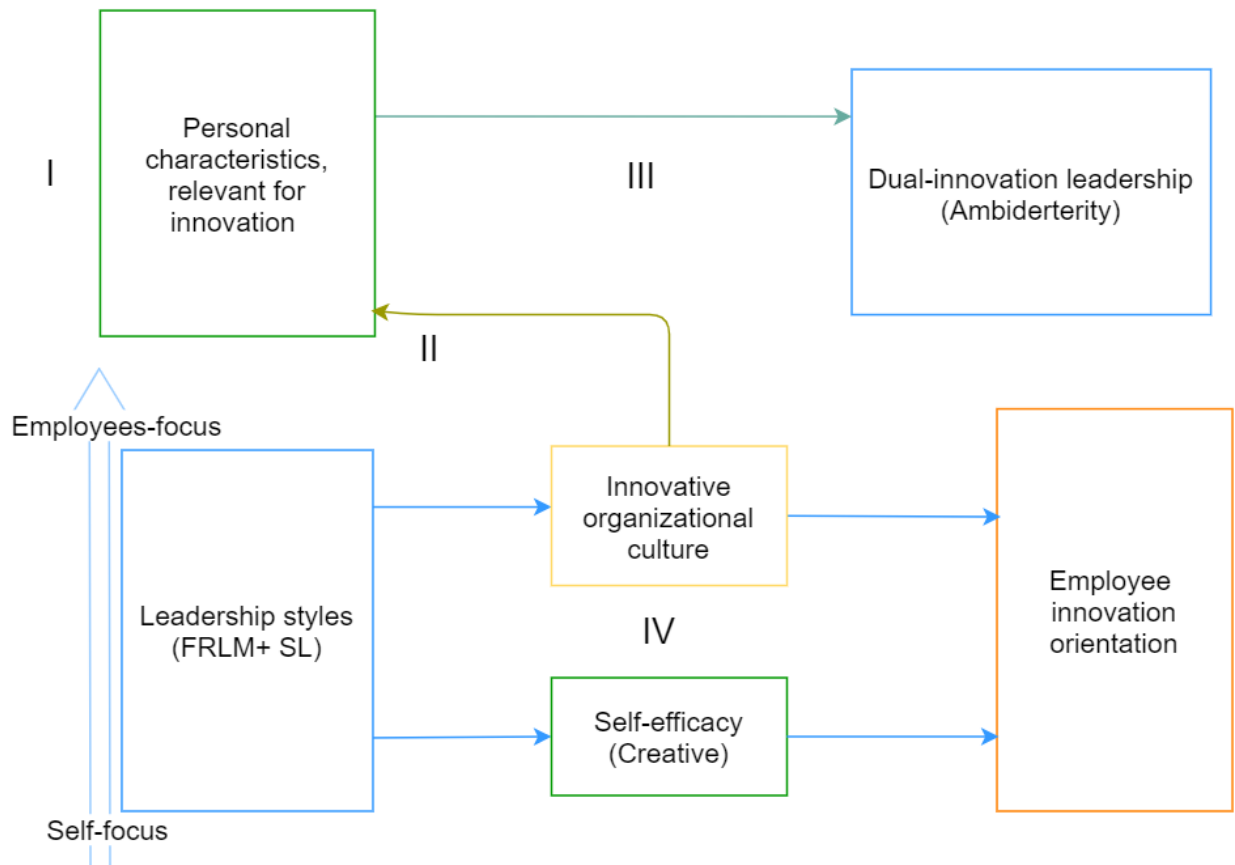 Personal
characteristics,
relevant for
innovation
I
III
Dual-innovation leadership
(Ambiderterity)
II
Employees-focus
Leadership styles
(FRLM+ SL)
Innovative
organizational
culture
IV
Self-efficacy
(Creative)
Employee
innovation
orientation
Self-focus